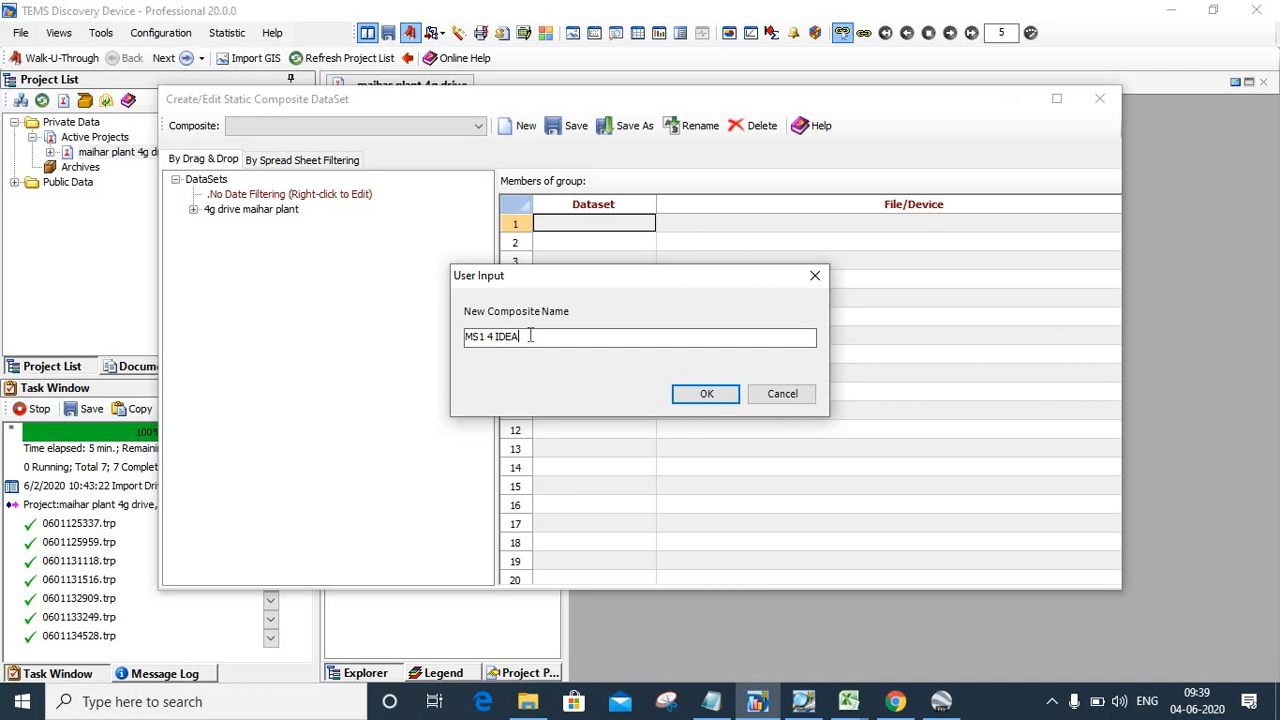 TEMS Discovery Device - Professional 20.0.0
File Views Tools Configuration Statistic Help
5
Walk-U-Through Back Next Import GIS Refresh Project List Online Help
Project List
maihar plant 4g drive
Private Data
Active Projects
maihar plant 4g d
Archives
Public Data
Project List Docum
Task Window
Stop Save Copy
100%
Time elapsed: 5 min.; Remain
0 Running; Total 7; 7 Complet
6/2/2020 10:43:22 Import Dri
Project:maihar plant 4g drive,
0601125337.trp
0601125959.trp
0601131118.trp
0601131516.trp
0601132909.trp
0601133249.trp
0601134528.trp
Task Window Message Log
Explorer Legend Project P...
Create/Edit Static Composite DataSet
Composite: New Save Save As Rename Delete Help
By Drag & Drop By Spread Sheet Filtering
DataSets
.No Date Filtering (Right-click to Edit)
4g drive maihar plant
Members of group:
Dataset File/Device
1
2
3
12
13
14
15
16
17
18
19
20
User Input
New Composite Name
MS1 4 IDEA
OK Cancel
Type here to search
ENG
09:39
04-06-2020